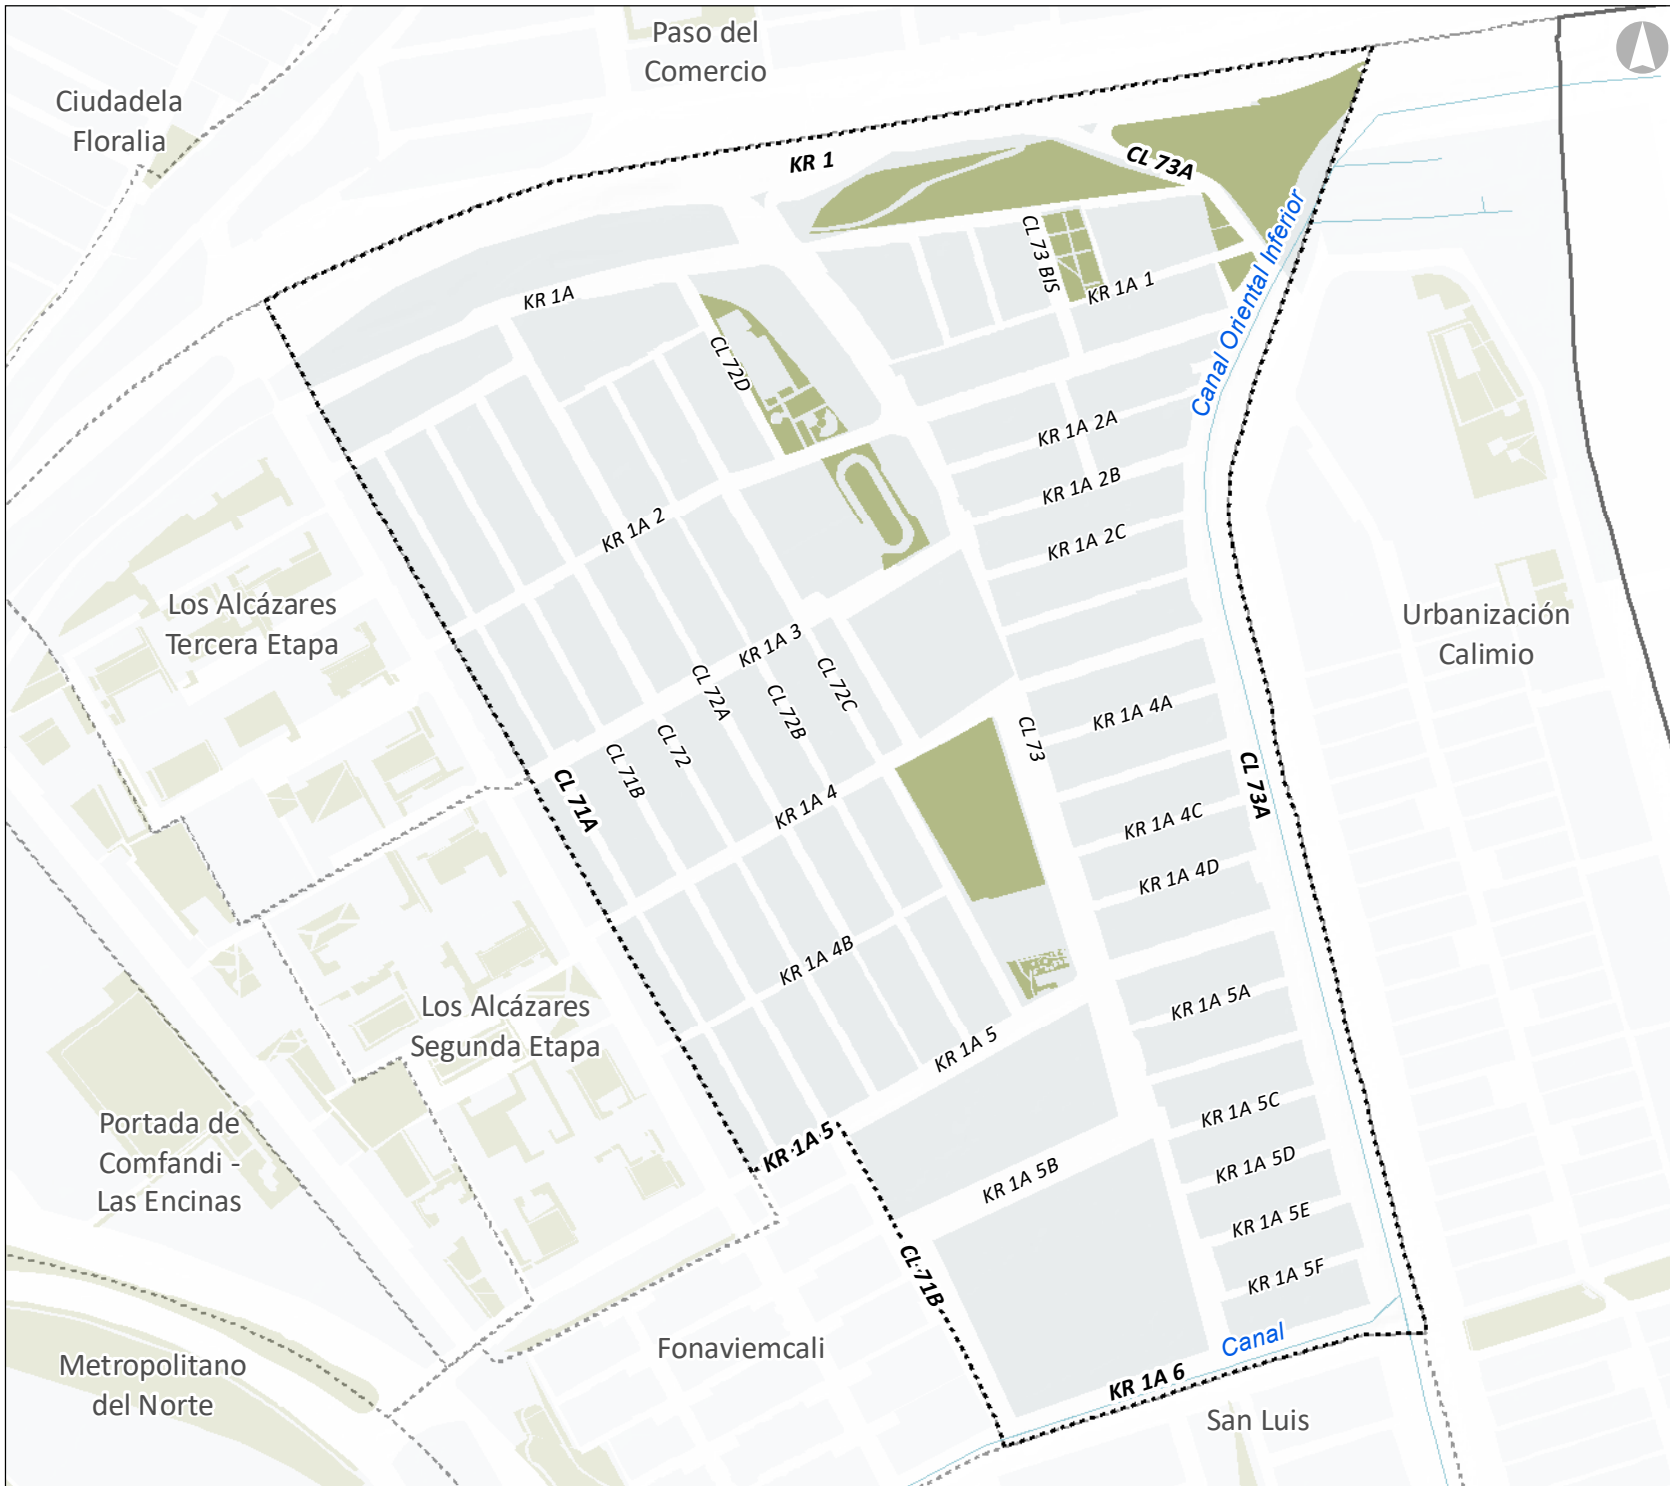 Paso del
Comercio
Ciudadela
Floralia
KR 1
CL 73A
Canal Oriental Inferior
CL 73 BIS
KR 1A 1
KR 1A
CL 72D
KR 1A 2A
KR 1A 2B
KR 1A 2
KR 1A 2C
Los Alcázares
Tercera Etapa
Urbanización
Calimio
KR 1A 3
CL 72C
CL 72A
CL 72B
KR 1A 4A
CL 73
CL 72
CL 71B
CL 71A
KR 1A 4
CL 73A
KR 1A 4C
KR 1A 4D
KR 1A 4B
Los Alcázares
Segunda Etapa
KR 1A 5A
KR 1A 5
Portada de
Comfandi -
Las Encinas
KR 1A 5C
KR 1A 5
KR 1A 5D
KR 1A 5B
KR 1A 5E
CL 71B
KR 1A 5F
Canal
Fonaviemcali
Metropolitano
del Norte
KR 1A 6
San Luis